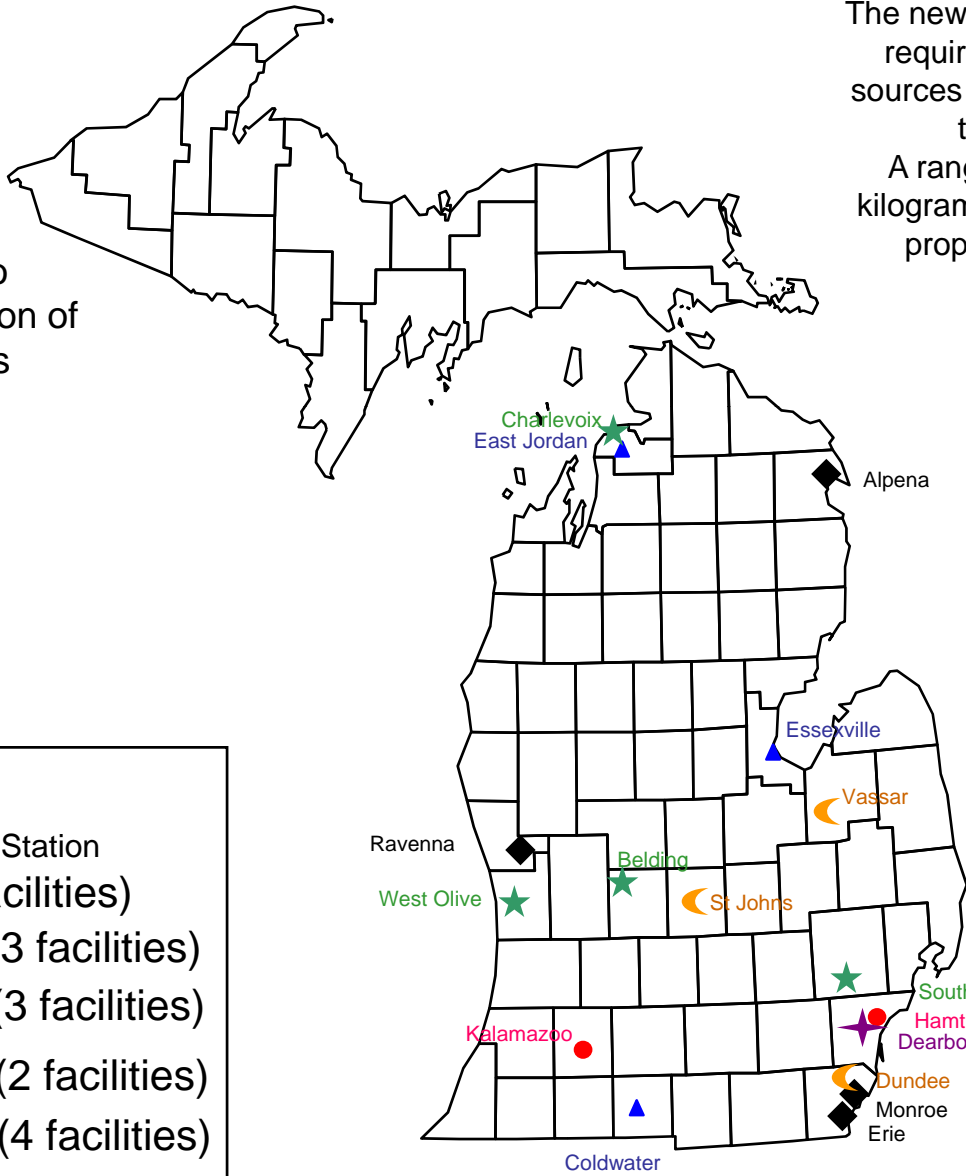 The new
requir
sources
t
A rang
kilogram
prop
o
on of
s
Charlevoix
East Jordan
Alpena
Essexville
Vassar
Ravenna
Belding
West Olive
St Johns
South
Kalamazoo
Hamt
Dearbo
Dundee
Monroe
Erie
Coldwater
Station
cilities)
3 facilities)
(3 facilities)
(2 facilities)
(4 facilities)